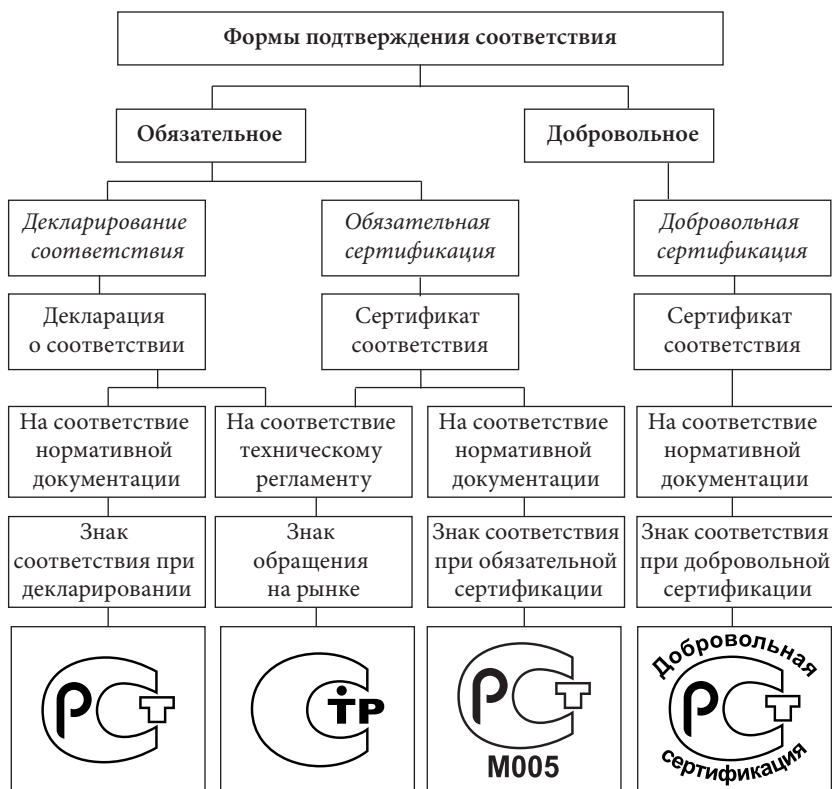 Формы подтверждения соответствия
Обязательное
Добровольное
Декларирование
соответствия
Обязательная
сертификация
Добровольная
сертификация
Декларация
о соответствии
Сертификат
соответствия
Сертификат
соответствия
На соответствие
нормативной
документации
На соответствие
техническому
регламенту
На соответствие
нормативной
документации
На соответствие
нормативной
документации
Знак
соответствия при
декларировании
Знак
обращения
на рынке
Знак соответствия
при обязательной
сертификации
Знак соответствия
при добровольной
сертификации
РСТ
СТР
РСТ
М005
Добровольная
РСТ
сертификация